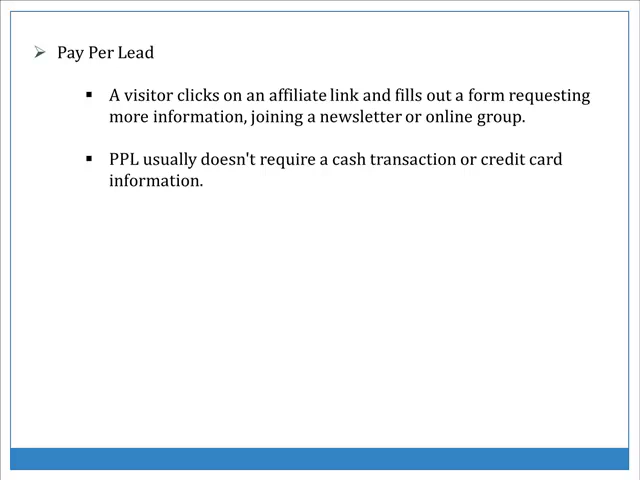 Pay Per Lead
A visitor clicks on an affiliate link and fills out a form requesting
more information, joining a newsletter or online group.
PPL usually doesn't require a cash transaction or credit card
information.